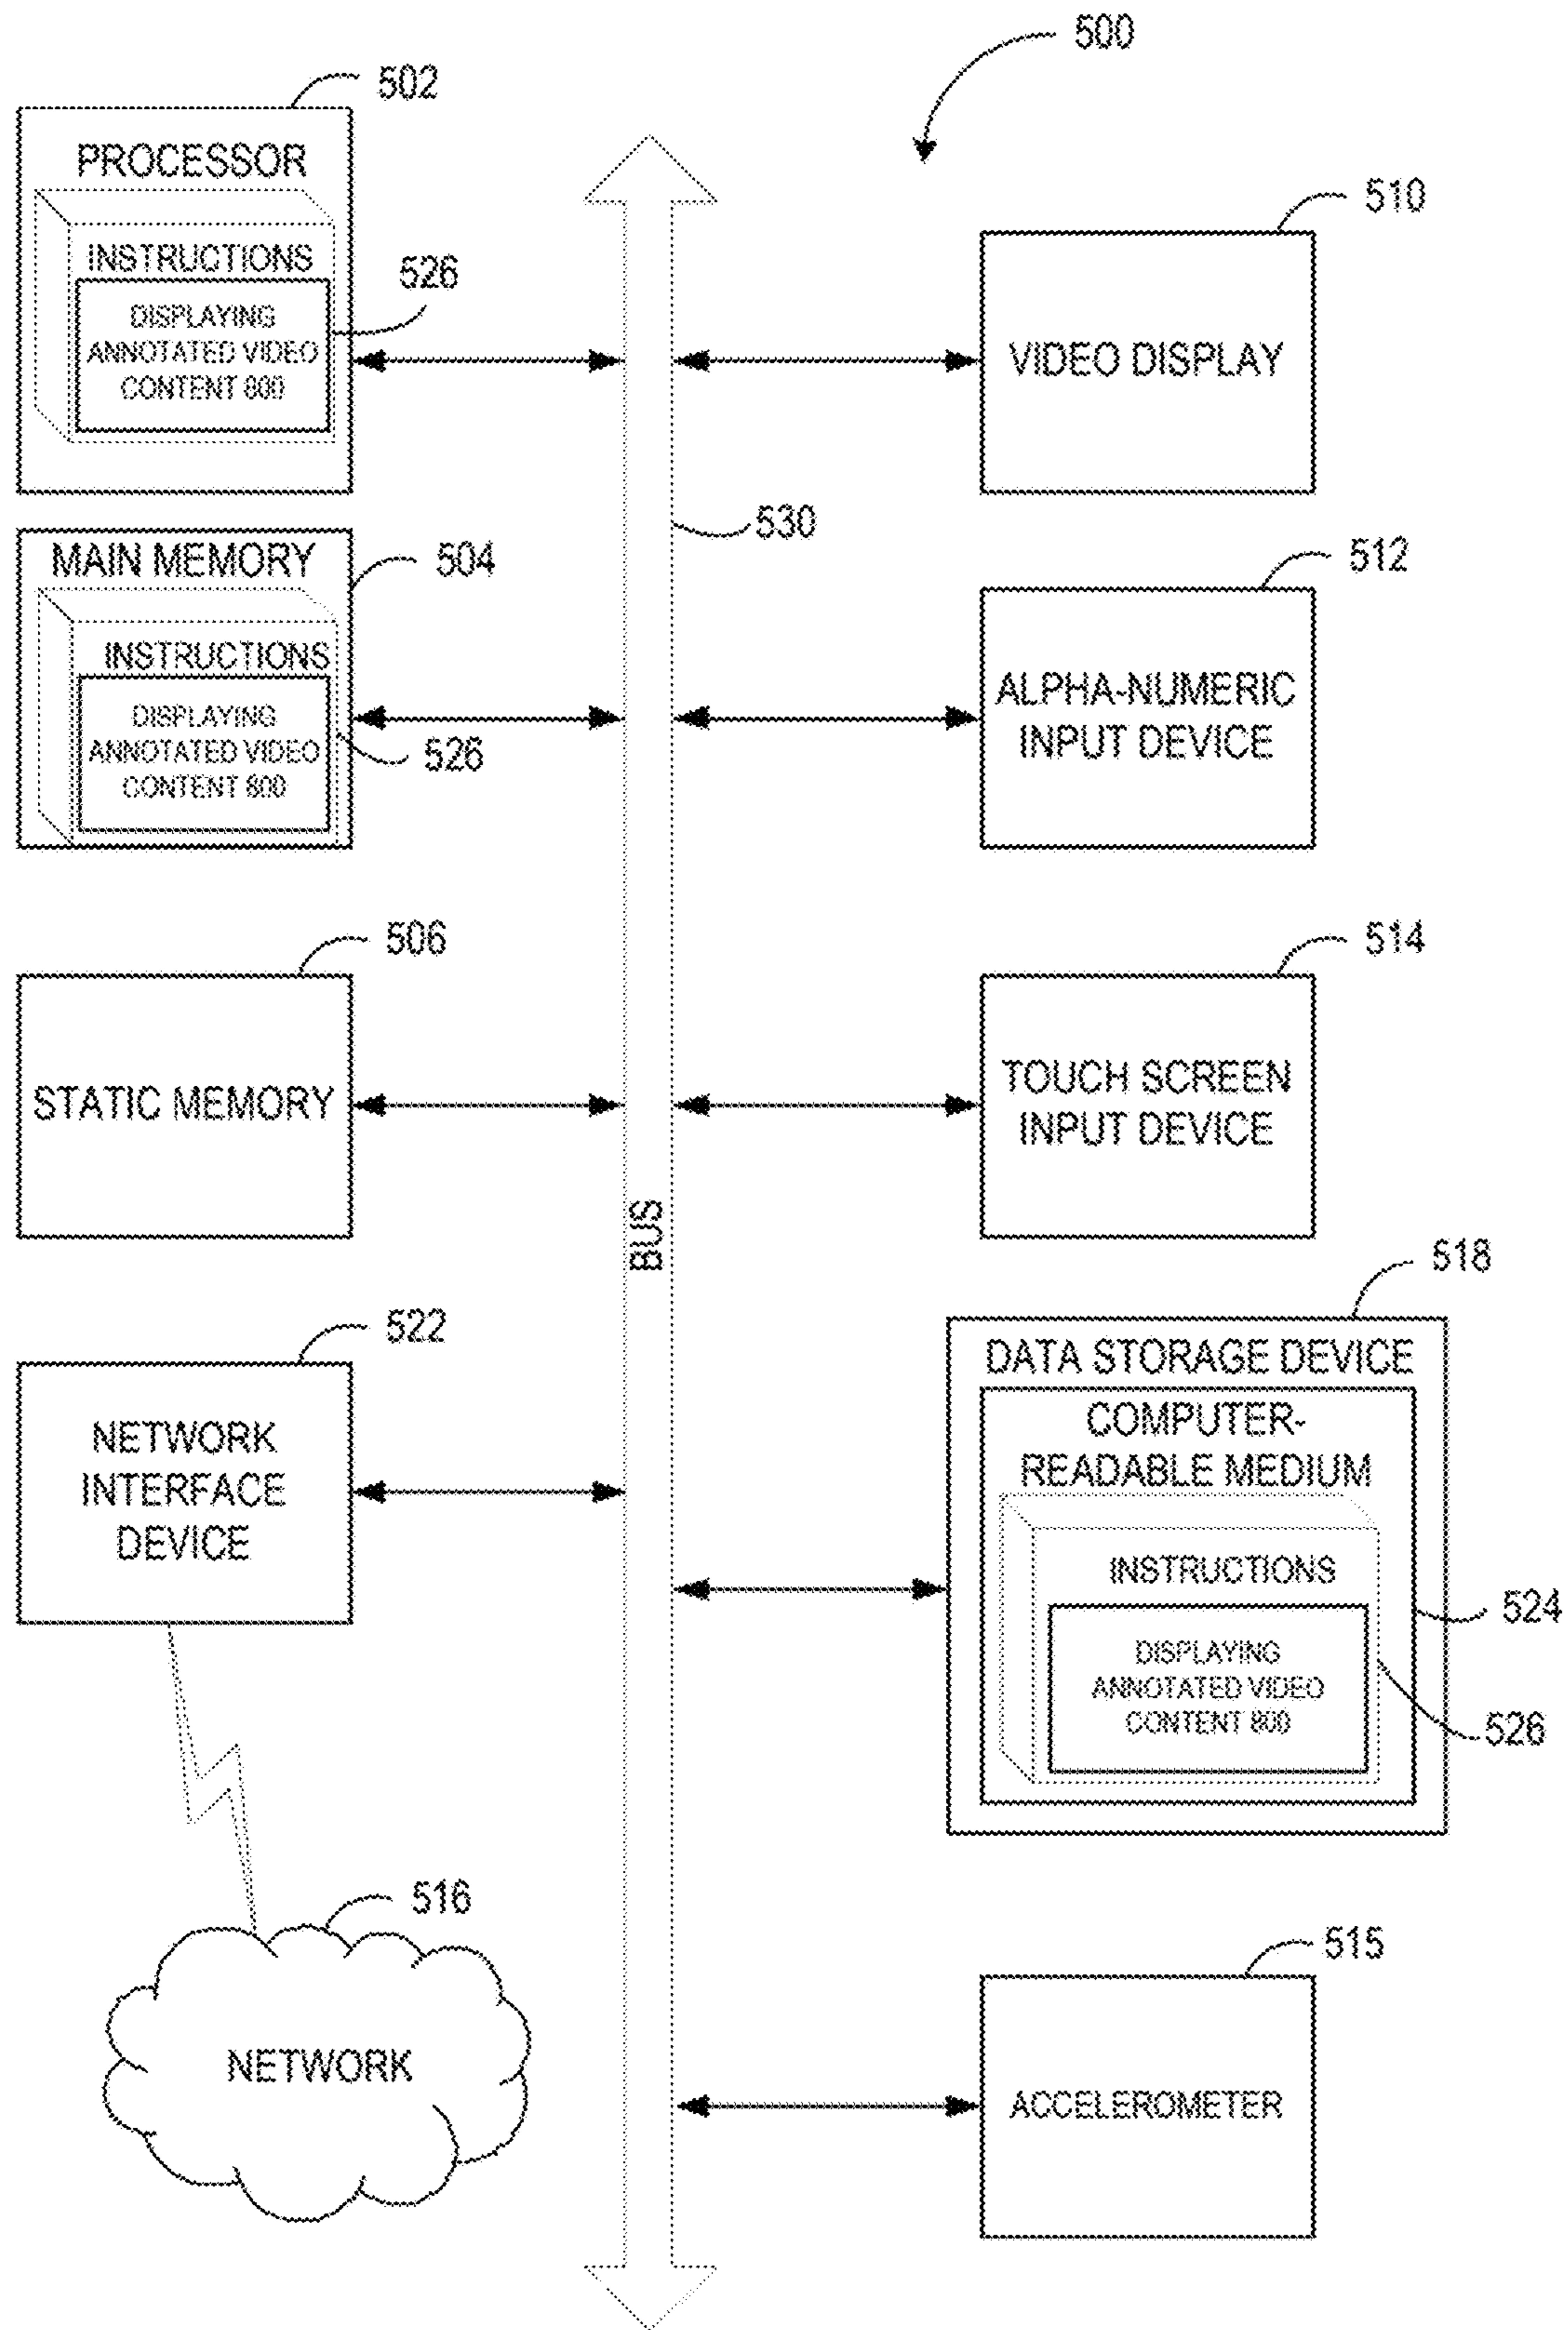 500
502
PROCESSOR
INSTRUCTIONS
526
DISPLAYING
ANNOTATED VIDEO
CONTENT 800
504
MAIN MEMORY
INSTRUCTIONS
DISPLAYING
ANNOTATED VIDEO
CONTENT 800
526
506
STATIC MEMORY
522
NETWORK
INTERFACE
DEVICE
516
NETWORK
530
BUS
510
VIDEO DISPLAY
512
ALPHA-NUMERIC
INPUT DEVICE
514
TOUCH SCREEN
INPUT DEVICE
518
DATA STORAGE DEVICE
COMPUTER-
READABLE MEDIUM
INSTRUCTIONS
524
DISPLAYING
ANNOTATED VIDEO
CONTENT 800
526
515
ACCELEROMETER